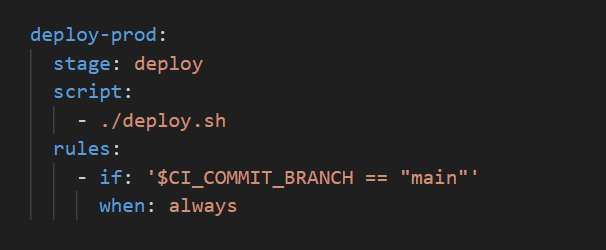 deploy-prod:
  stage: deploy
  script:
    - ./deploy.sh
  rules:
    - if: '$CI_COMMIT_BRANCH == "main"'
      when: always